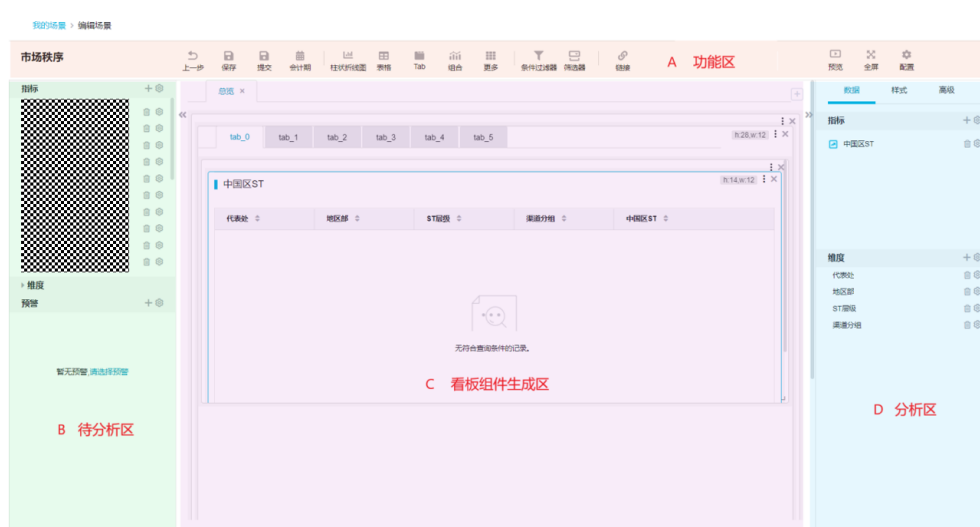 我的场景 > 编辑场景
市场秩序
上一步 保存 提交 会计期 柱状折线图 表格 Tab 组合 更多 条件过滤器 筛选器 链接 A 功能区 预览 全屏 配置
指标
维度
预警
暂无预警,请选择预警
B 待分析区
总览 ×
tab_0 tab_1 tab_2 tab_3 tab_4 tab_5 h:28,w:12
中国区ST h:14,w:12
代表处 地区部 ST层级 渠道分组 中国区ST
无符合查询条件的记录。
C 看板组件生成区
数据 样式 高级
指标
中国区ST
维度
代表处
地区部
ST层级
渠道分组
D 分析区